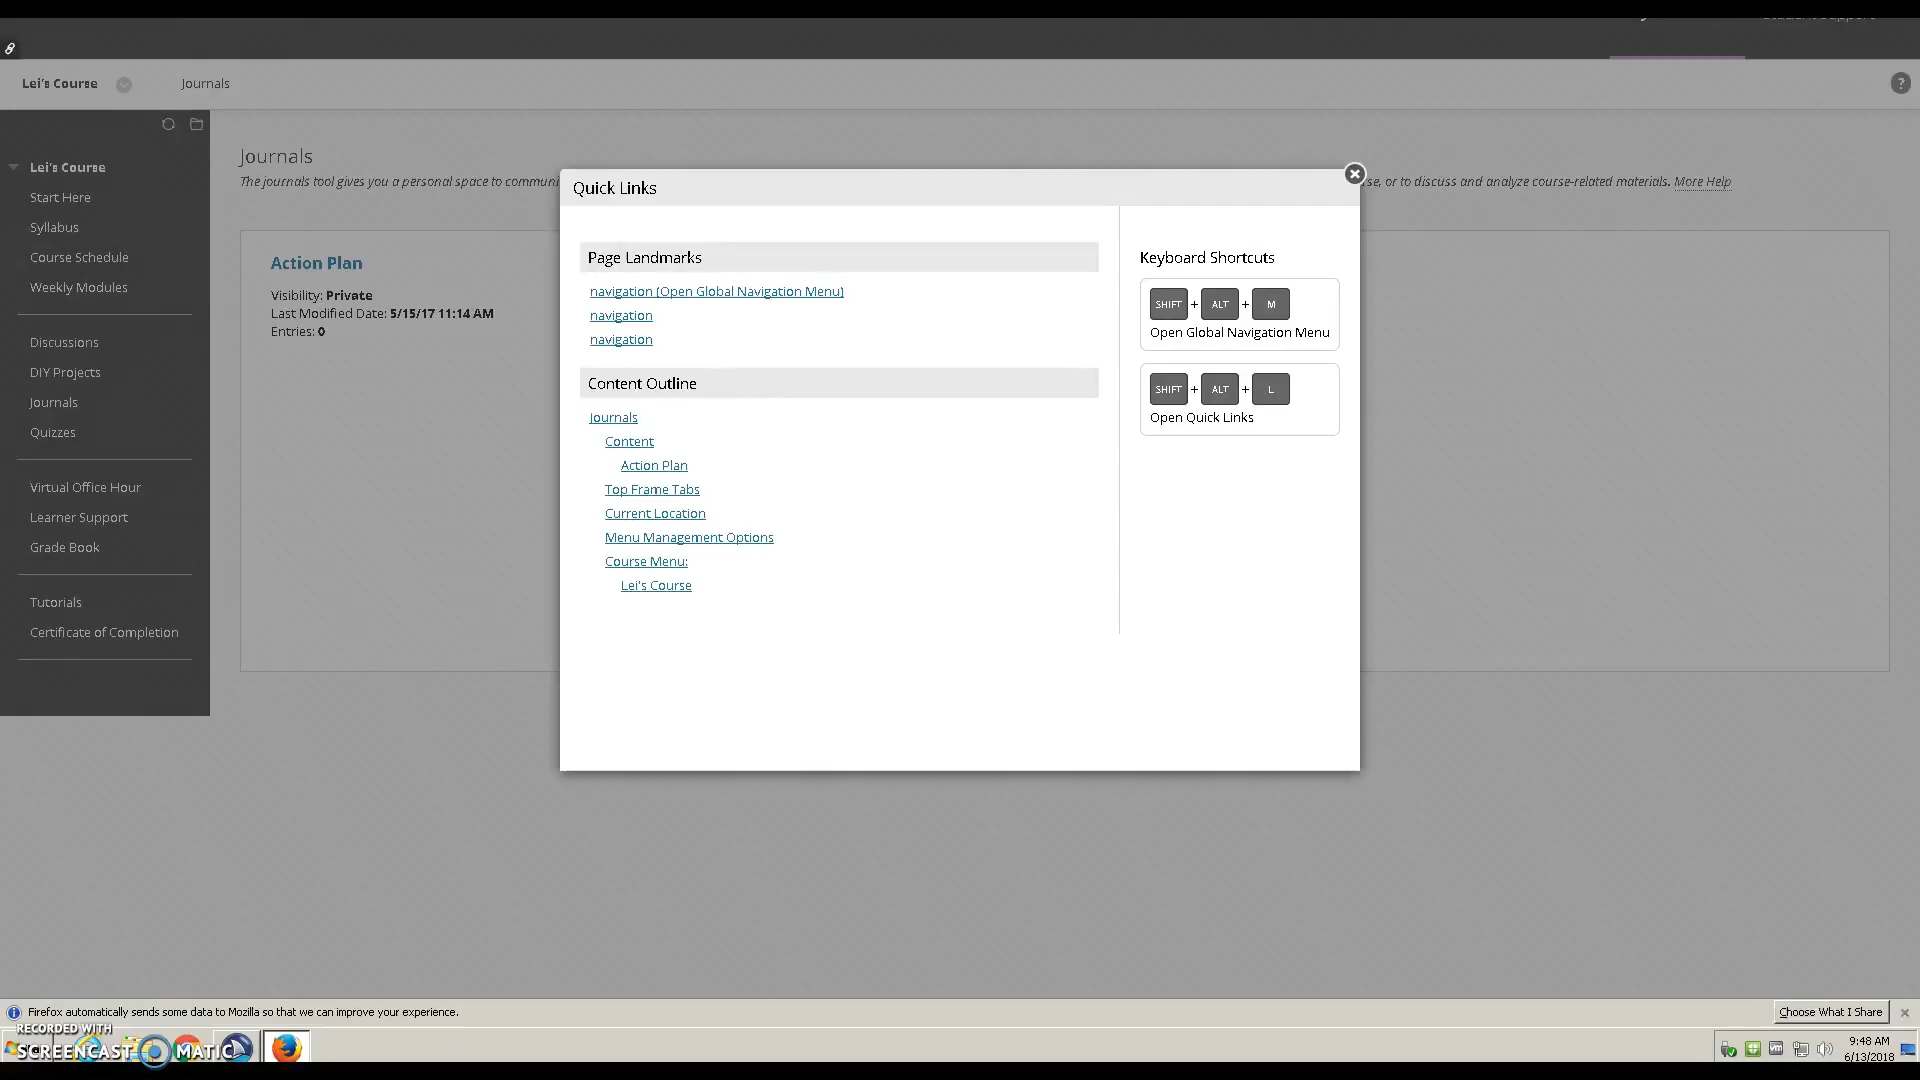 Lei's Course
Journals
?
Lei's Course
Start Here
Syllabus
Course Schedule
Weekly Modules
Discussions
DIY Projects
Journals
Quizzes
Virtual Office Hour
Learner Support
Grade Book
Tutorials
Certificate of Completion
Journals
The journals tool gives you a personal space to
se, or to discuss and analyze course-related materials. More Help
Action Plan
Visibility: Private
Last Modified Date: 5/15/17 11:14 AM
Entries: 0
Quick Links
Page Landmarks
navigation (Open Global Navigation Menu)
navigation
navigation
Content Outline
Journals
Content
Action Plan
Top Frame Tabs
Current Location
Menu Management Options
Course Menu:
Lei's Course
Keyboard Shortcuts
SHIFT + ALT + M
Open Global Navigation Menu
SHIFT + ALT + L
Open Quick Links
Firefox automatically sends some data to Mozilla so that we can improve your experience.
Choose What I Share
RECORDED WITH
SCREENCAST MATIC
9:48 AM
6/13/2018